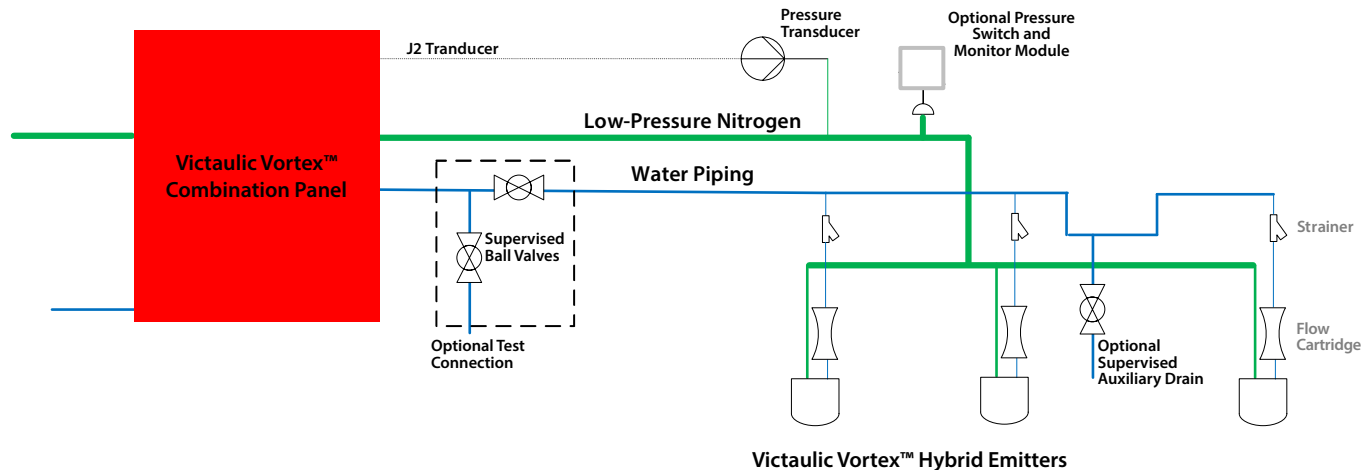 Pressure
Transducer
Optional Pressure
Switch and
Monitor Module
J2 Tranducer
Low-Pressure Nitrogen
Victaulic Vortex™
Combination Panel
Water Piping
Supervised
Ball Valves
Strainer
Optional Test
Connection
Flow
Cartridge
Optional
Supervised
Auxiliary Drain
Victaulic Vortex™ Hybrid Emitters